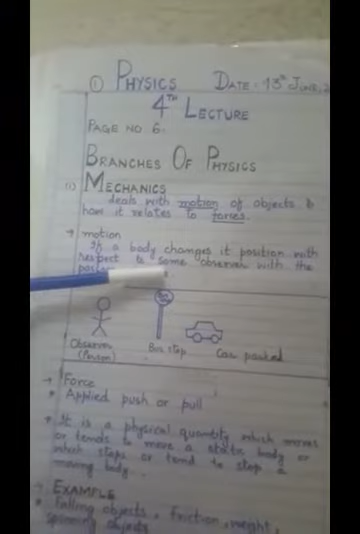 ① PHYSICS DATE: 13th JUNE, 2
4TH LECTURE
PAGE NO 6.
BRANCHES OF PHYSICS
(i) MECHANICS
deals with motion of objects &
how it relates to forces.
→ motion
If a body changes it position with
respect to some observer with the
Observer
(Person)
Bus stop
Car parked
→ Force
• Applied push or pull
• It is a physical quantity which moves
or tends to move a static body or
which stops or tend to stop a
moving body.
→ EXAMPLE
• Falling objects, friction, weight,
spinning objects